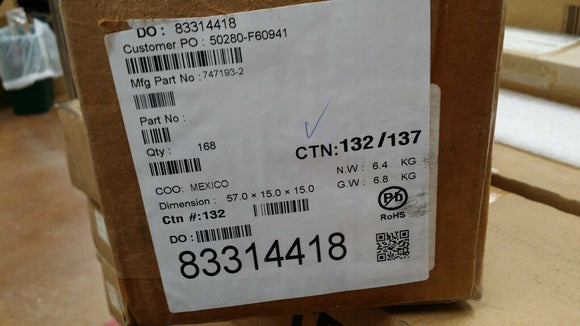 DO : 83314418
Customer PO : 50280-F60941
Mfg Part No : 747193-2
Part No :
Qty : 168
CTN: 132 / 137
N.W : 6.4 KG
G.W : 6.8 KG
COO: MEXICO
Dimension : 57.0 × 15.0 × 15.0
Ctn #: 132
Pb
RoHS
DO :
83314418